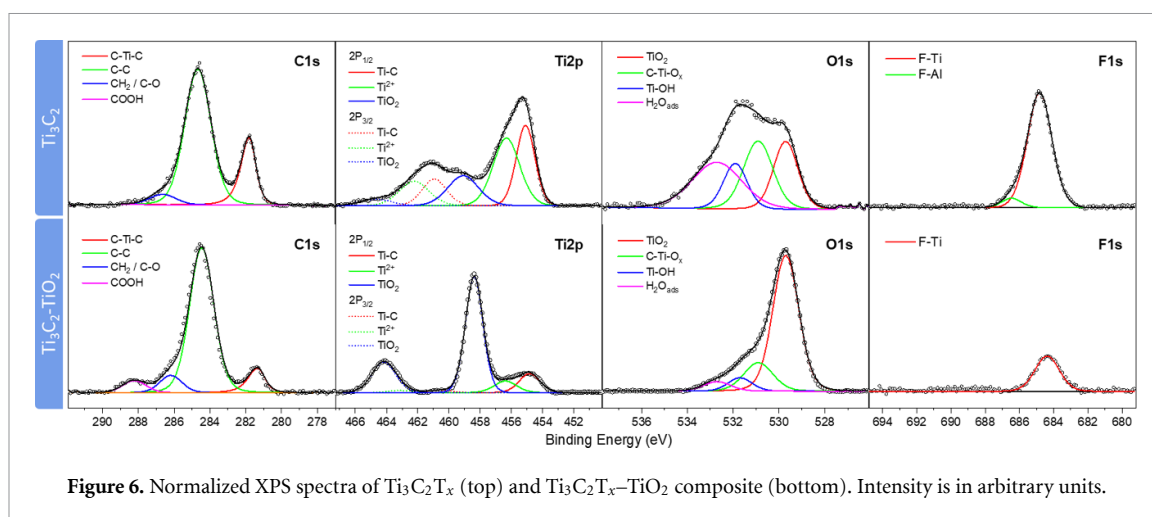 Ti₃C₂
C-Ti-C
C-C
CH₂ / C-O
COOH
C1s
2P₁/₂
Ti-C
Ti²⁺
TiO₂
2P₃/₂
Ti-C
Ti²⁺
TiO₂
Ti2p
TiO₂
C-Ti-Oₓ
Ti-OH
H₂Oₐds
O1s
F-Ti
F-Al
F1s
Ti₃C₂-TiO₂
C-Ti-C
C-C
CH₂ / C-O
COOH
C1s
2P₁/₂
Ti-C
Ti²⁺
TiO₂
2P₃/₂
Ti-C
Ti²⁺
TiO₂
Ti2p
TiO₂
C-Ti-Oₓ
Ti-OH
H₂Oₐds
O1s
F-Ti
F1s
290 288 286 284 282 280 278 466 464 462 460 458 456 454 452 536 534 532 530 528 694 692 690 688 686 684 682 680
Binding Energy (eV)
Figure 6. Normalized XPS spectra of Ti₃C₂Tₓ (top) and Ti₃C₂Tₓ–TiO₂ composite (bottom). Intensity is in arbitrary units.